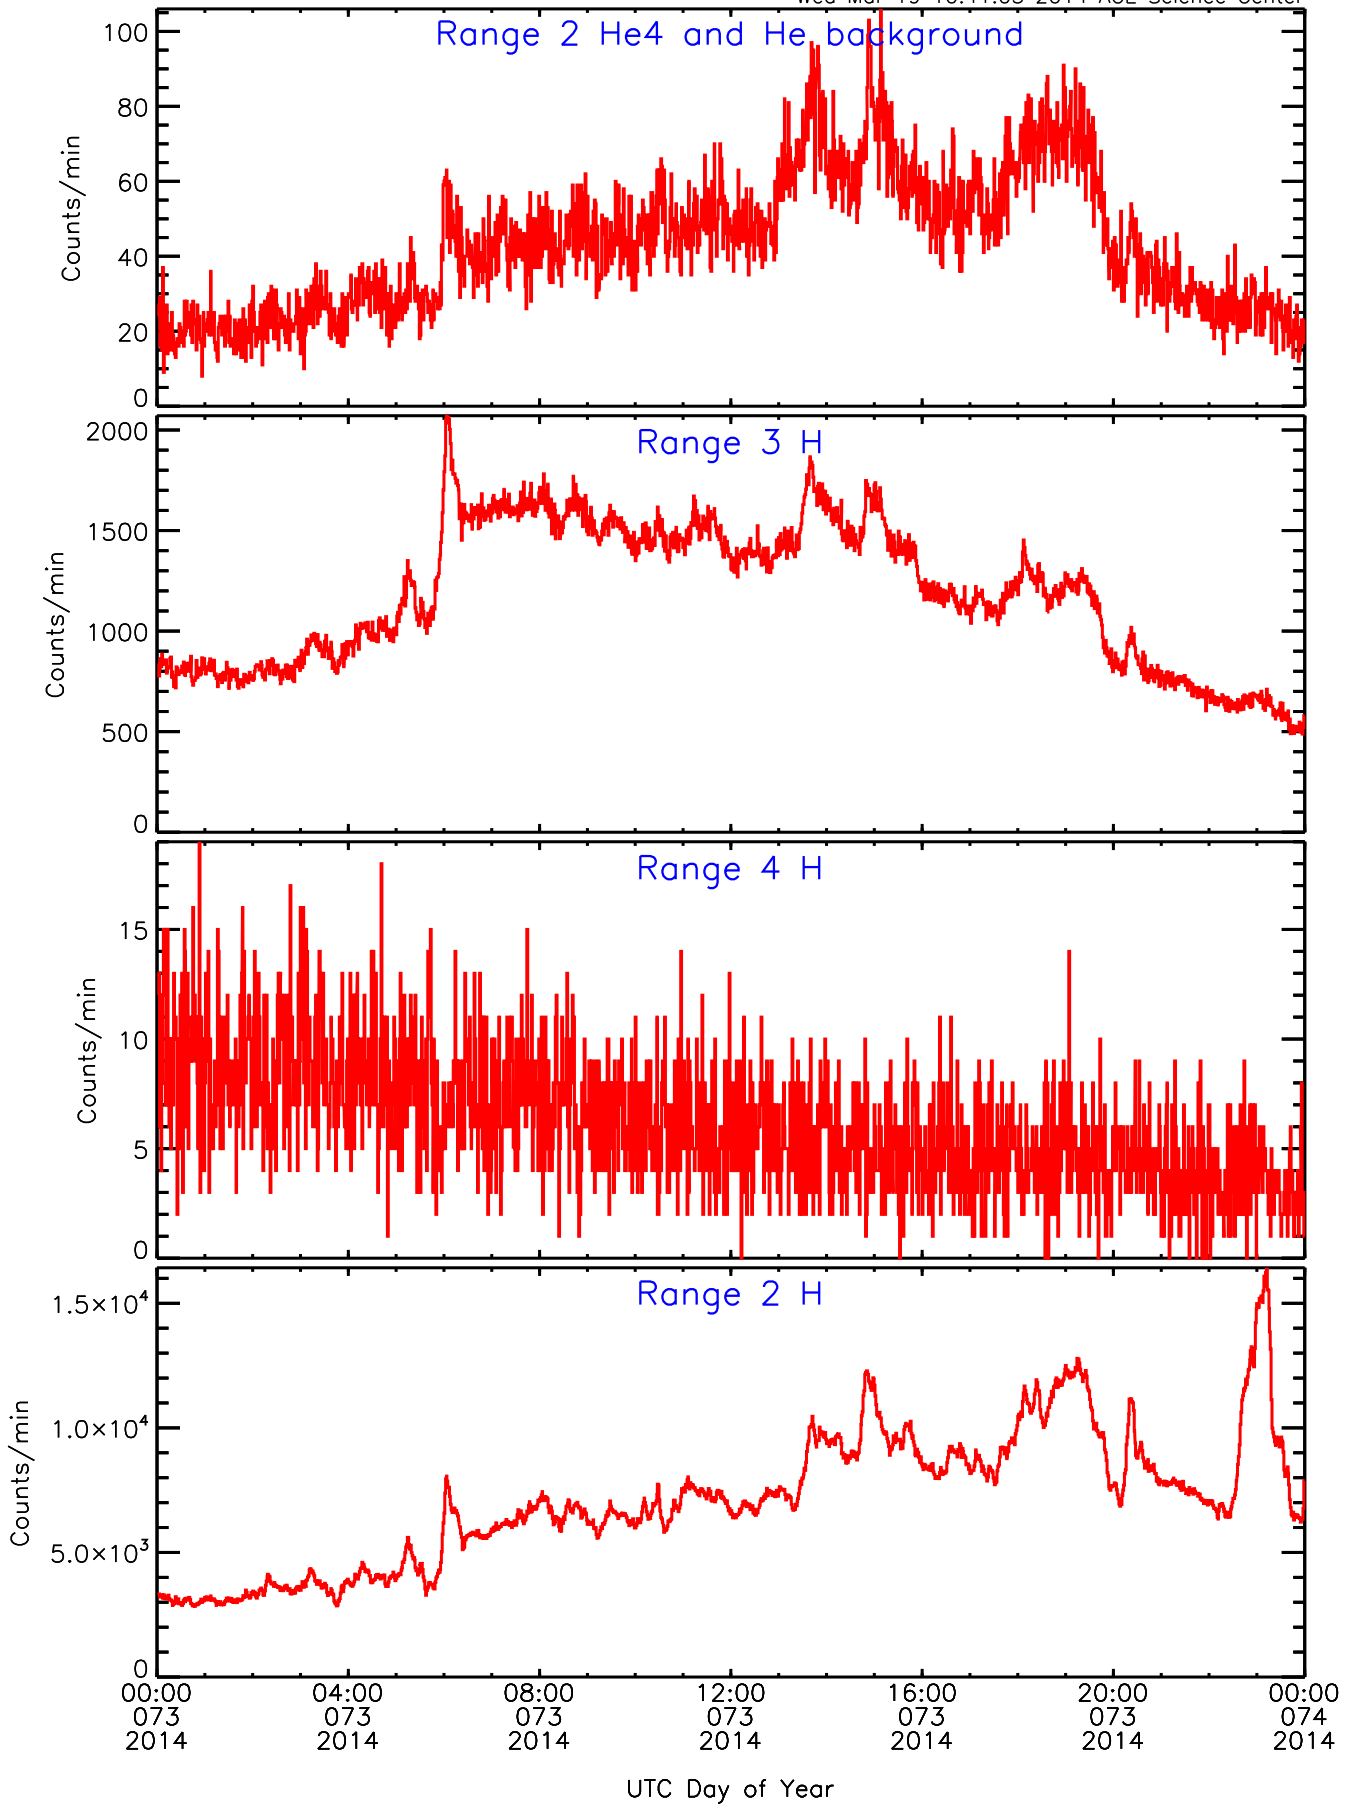 Range 2 He4 and He background
100
80
60
40
20
0
Counts/min
Range 3 H
2000
1500
1000
500
0
Counts/min
Range 4 H
15
10
5
0
Counts/min
Range 2 H
1.5×10⁴
1.0×10⁴
5.0×10³
0
Counts/min
00:00 04:00 08:00 12:00 16:00 20:00 00:00
073 073 073 073 073 073 074
2014 2014 2014 2014 2014 2014 2014
UTC Day of Year